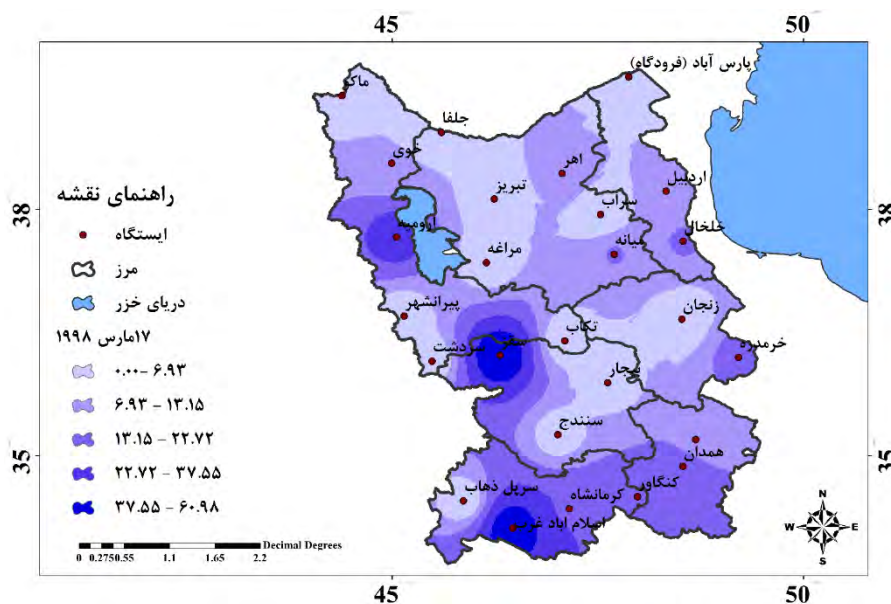 45
50
38
38
35
35
45
50
پارس آباد (فرودگاه)
ماکو
جلفا
خوی
اهر
اردبیل
تبریز
سراب
ارومیه
خلخال
میانه
مراغه
پیرانشهر
زنجان
تکاب
سقز
سردشت
خرمدره
بیجار
سنندج
همدان
کنگاور
سرپل ذهاب
کرمانشاه
اسلام اباد غرب
راهنمای نقشه
ایستگاه
مرز
دریای خزر
۱۷مارس ۱۹۹۸
۰.۰۰ – ۶.۹۳
۶.۹۳ – ۱۳.۱۵
۱۳.۱۵ – ۲۲.۷۲
۲۲.۷۲ – ۳۷.۵۵
۳۷.۵۵ – ۶۰.۹۸
Decimal Degrees
0 0.275 0.55 1.1 1.65 2.2
N
W E
S